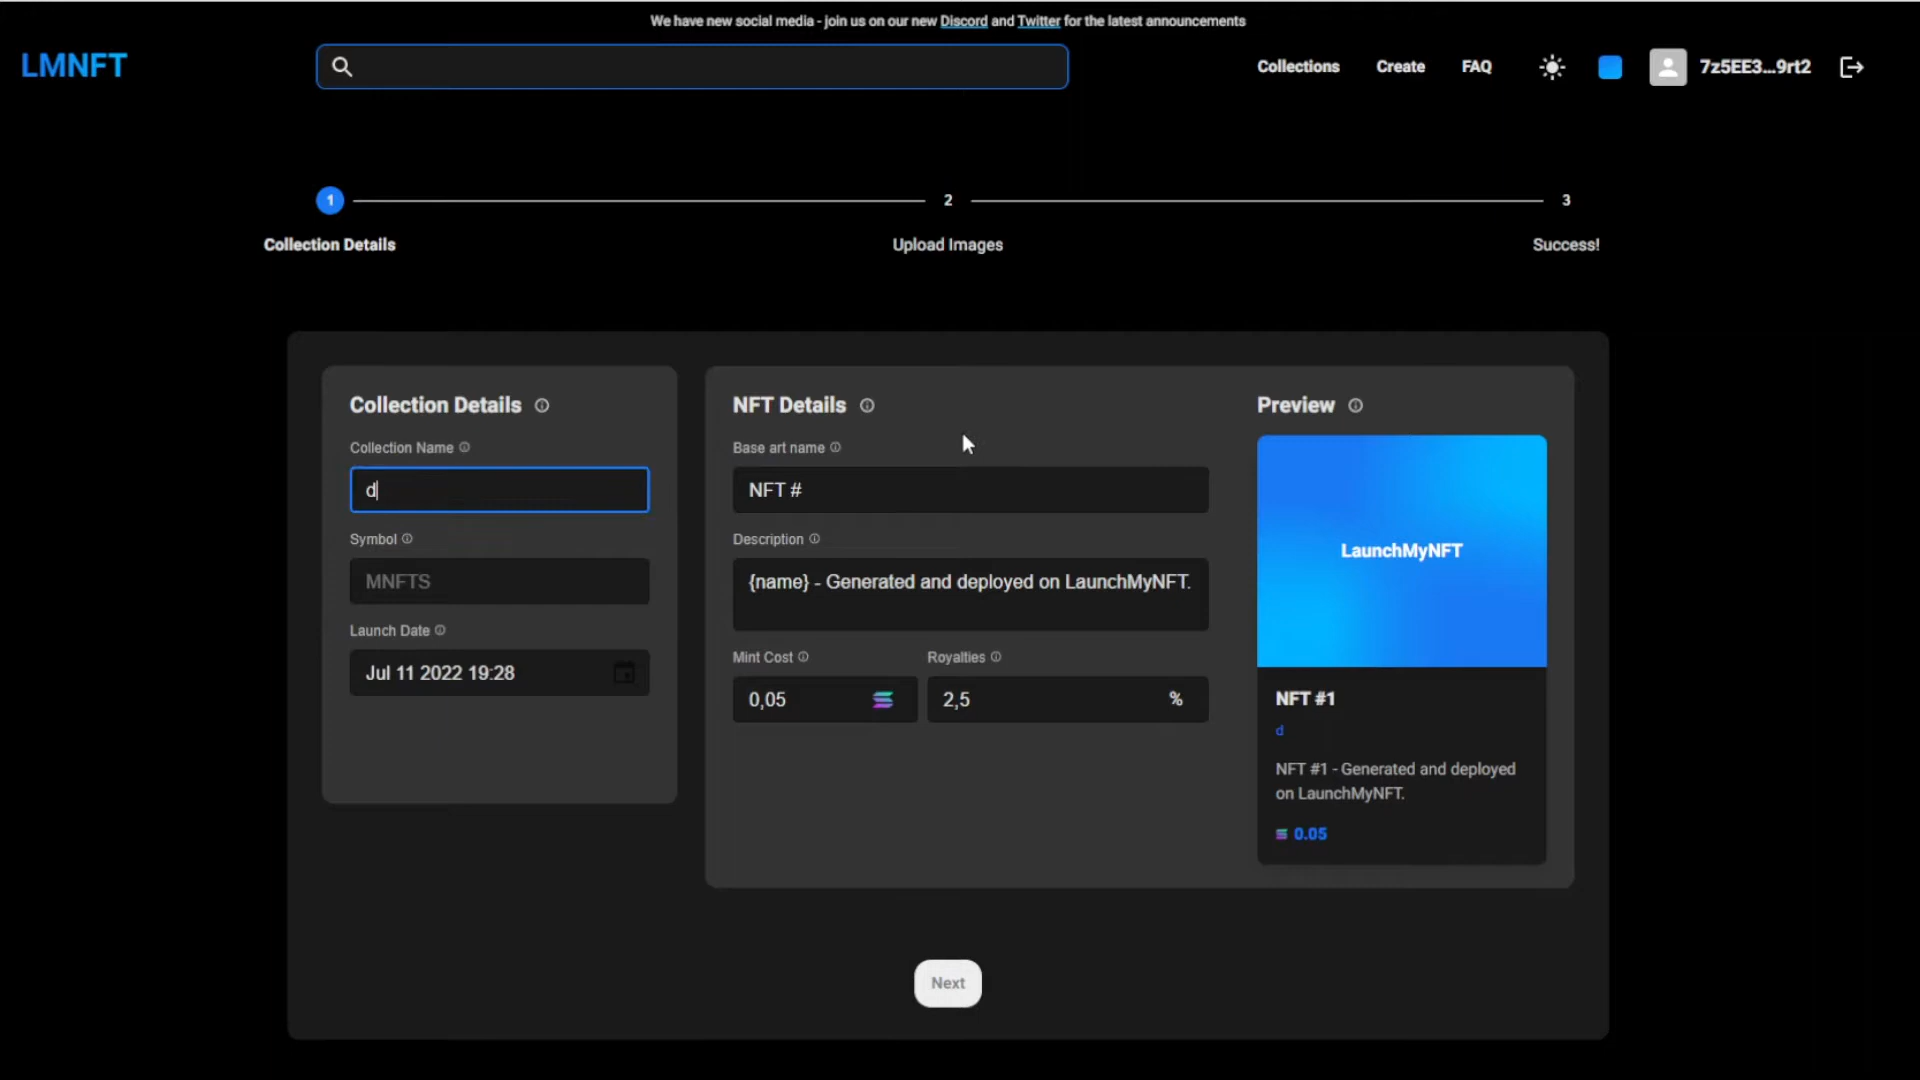 We have new social media - join us on our new Discord and Twitter for the latest announcements
LMNFT
Collections
Create
FAQ
7z5EE3...9rt2
1
2
3
Collection Details
Upload Images
Success!
Collection Details
Collection Name
d
Symbol
MNFTS
Launch Date
Jul 11 2022 19:28
NFT Details
Base art name
NFT #
Description
{name} - Generated and deployed on LaunchMyNFT.
Mint Cost
0,05
Royalties
2,5
%
Preview
LaunchMyNFT
NFT #1
d
NFT #1 - Generated and deployed
on LaunchMyNFT.
0.05
Next